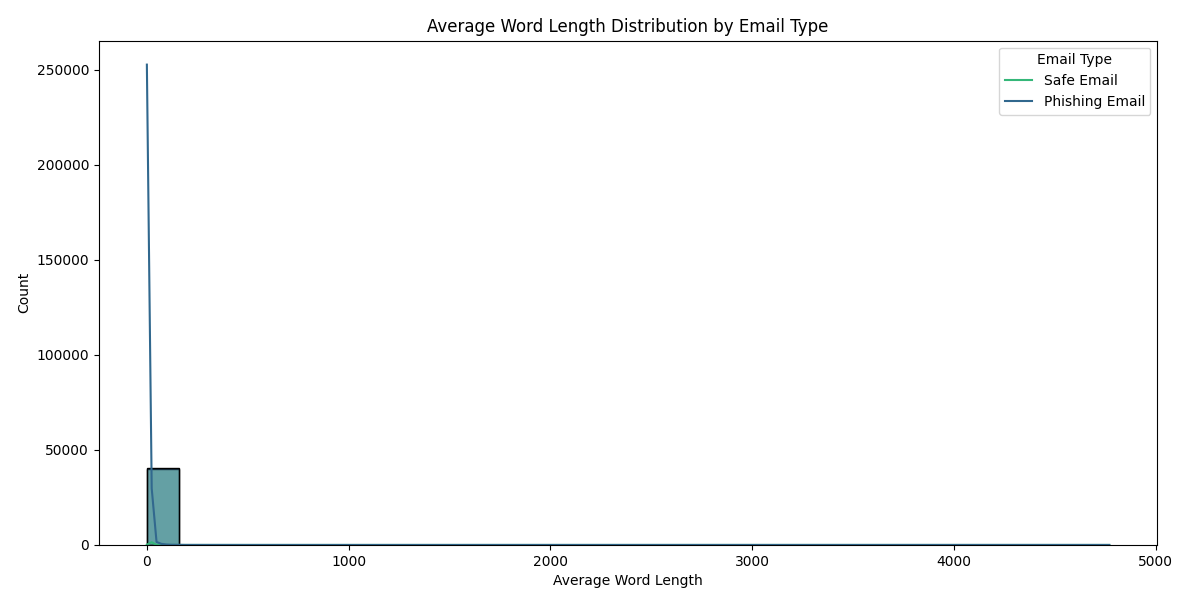 Average Word Length Distribution by Email Type
Email Type
Safe Email
Phishing Email
250000
200000
150000
100000
50000
0
Count
0 1000 2000 3000 4000 5000
Average Word Length